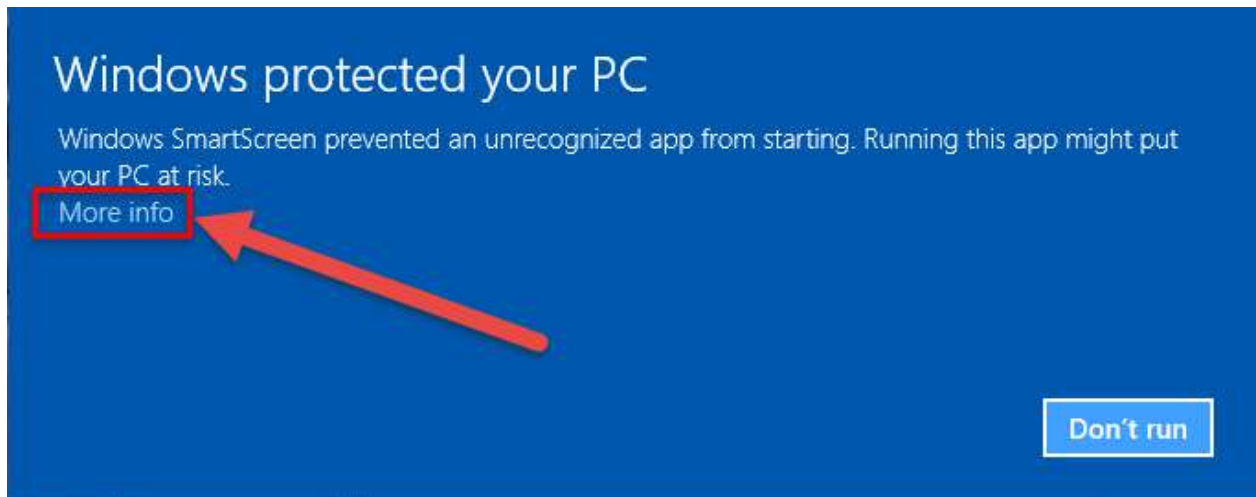 Windows protected your PC
Windows SmartScreen prevented an unrecognized app from starting. Running this app might put
your PC at risk.
More info
Don't run